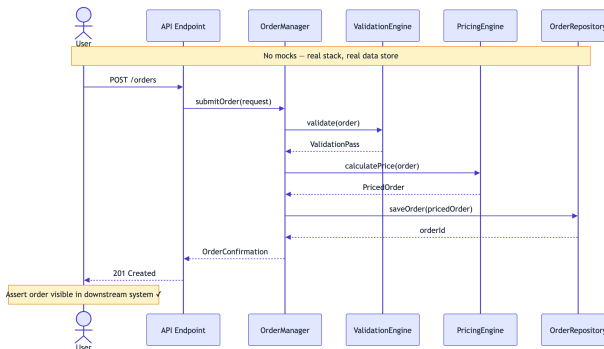 User
API Endpoint
OrderManager
ValidationEngine
PricingEngine
OrderRepository
No mocks — real stack, real data store
POST /orders
submitOrder(request)
validate(order)
ValidationPass
calculatePrice(order)
PricedOrder
saveOrder(pricedOrder)
orderId
OrderConfirmation
201 Created
Assert order visible in downstream system ✓
User
API Endpoint
OrderManager
ValidationEngine
PricingEngine
OrderRepository